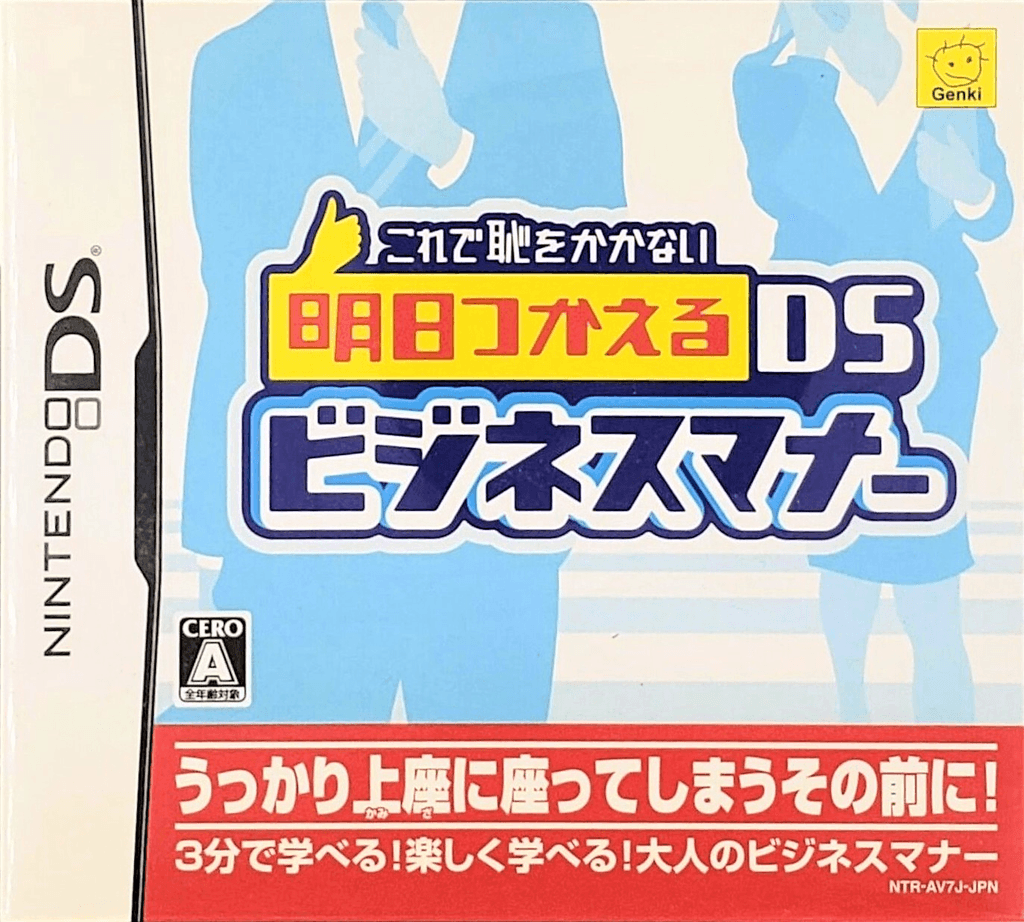 NINTENDO DS®
Genki
これで恥をかかない
明日つかえるDS
ビジネスマナー
CERO
A
全年齢対象
うっかり上座に座ってしまうその前に!
かみ ざ
3分で学べる!楽しく学べる!大人のビジネスマナー
NTR-AV7J-JPN